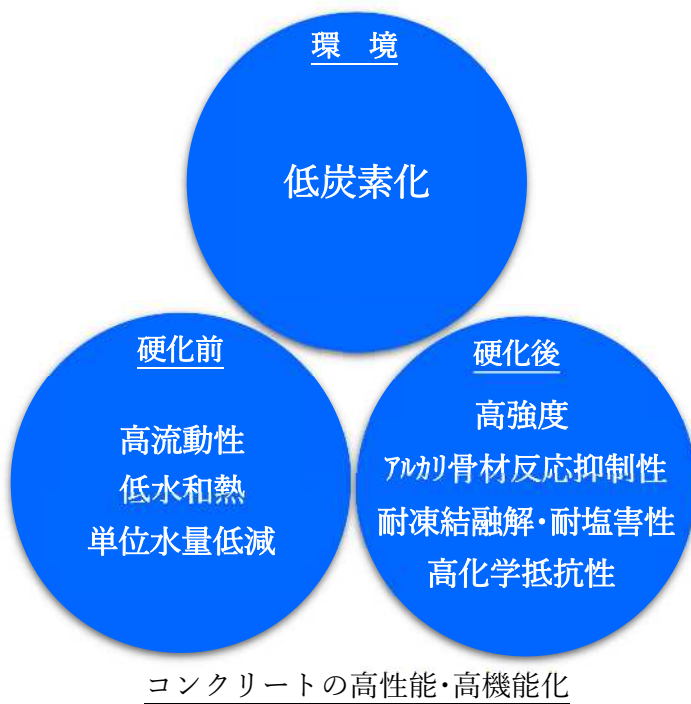 環　境
低炭素化
硬化前
高流動性
低水和熱
単位水量低減
硬化後
高強度
ｱﾙｶﾘ骨材反応抑制性
耐凍結融解･耐塩害性
高化学抵抗性
コンクリートの高性能･高機能化